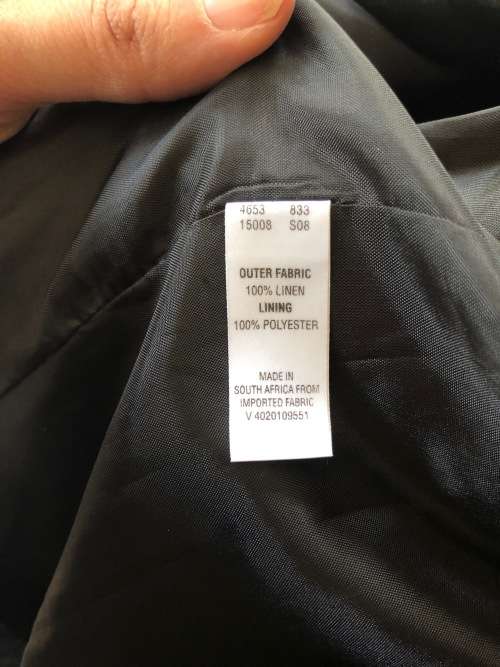 4653 833
15008 S08
OUTER FABRIC
100% LINEN
LINING
100% POLYESTER
MADE IN
SOUTH AFRICA FROM
IMPORTED FABRIC
V 4020109551